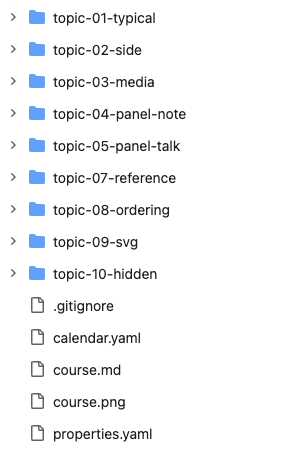 topic-01-typical
topic-02-side
topic-03-media
topic-04-panel-note
topic-05-panel-talk
topic-07-reference
topic-08-ordering
topic-09-svg
topic-10-hidden
.gitignore
calendar.yaml
course.md
course.png
properties.yaml